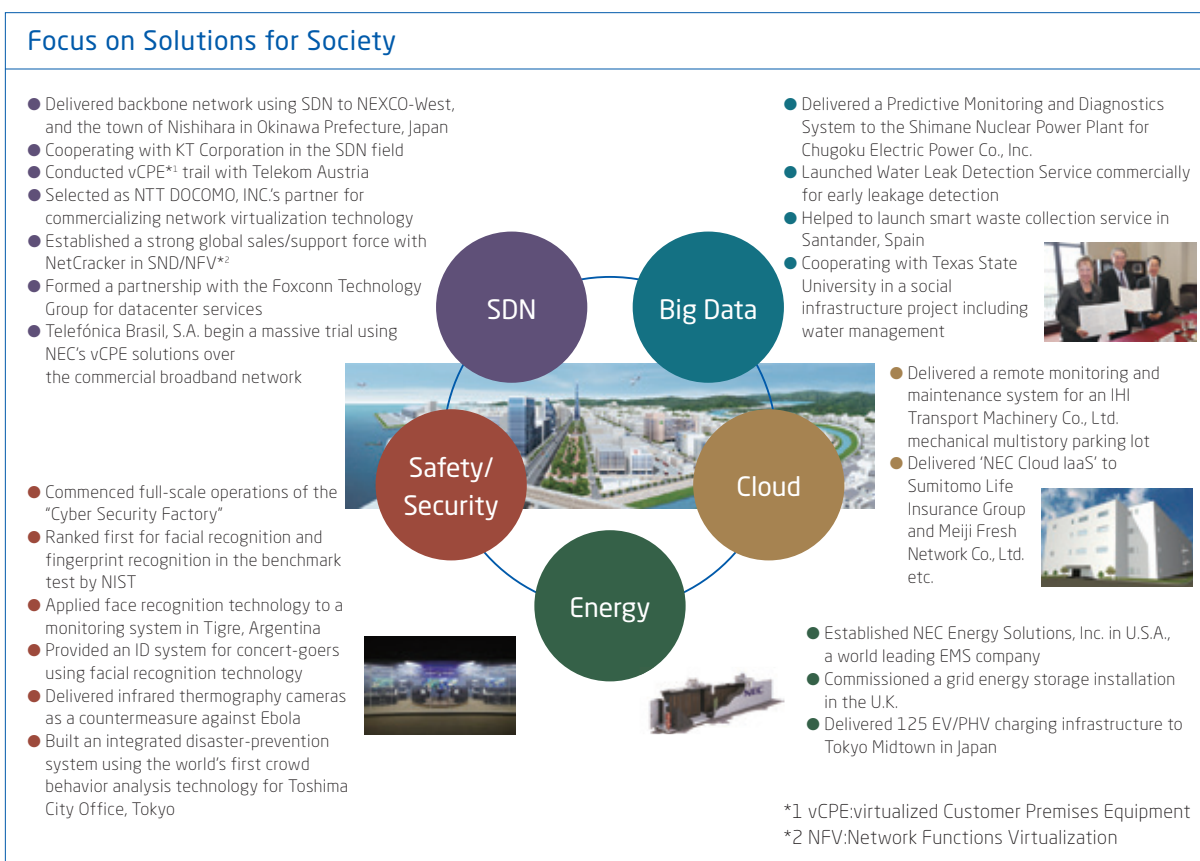 Focus on Solutions for Society
● Delivered backbone network using SDN to NEXCO-West,
and the town of Nishihara in Okinawa Prefecture, Japan
● Cooperating with KT Corporation in the SDN field
● Conducted vCPE*1 trail with Telekom Austria
● Selected as NTT DOCOMO, INC.'s partner for
commercializing network virtualization technology
● Established a strong global sales/support force with
NetCracker in SND/NFV*2
● Formed a partnership with the Foxconn Technology
Group for datacenter services
● Telefónica Brasil, S.A. begin a massive trial using
NEC's vCPE solutions over
the commercial broadband network
● Delivered a Predictive Monitoring and Diagnostics
System to the Shimane Nuclear Power Plant for
Chugoku Electric Power Co., Inc.
● Launched Water Leak Detection Service commercially
for early leakage detection
● Helped to launch smart waste collection service in
Santander, Spain
● Cooperating with Texas State
University in a social
infrastructure project including
water management
SDN
Big Data
Safety/
Security
Cloud
Energy
● Delivered a remote monitoring and
maintenance system for an IHI
Transport Machinery Co., Ltd.
mechanical multistory parking lot
● Delivered 'NEC Cloud IaaS' to
Sumitomo Life
Insurance Group
and Meiji Fresh
Network Co., Ltd.
etc.
● Commenced full-scale operations of the
"Cyber Security Factory"
● Ranked first for facial recognition and
fingerprint recognition in the benchmark
test by NIST
● Applied face recognition technology to a
monitoring system in Tigre, Argentina
● Provided an ID system for concert-goers
using facial recognition technology
● Delivered infrared thermography cameras
as a countermeasure against Ebola
● Built an integrated disaster-prevention
system using the world's first crowd
behavior analysis technology for Toshima
City Office, Tokyo
NEC
● Established NEC Energy Solutions, Inc. in U.S.A.,
a world leading EMS company
● Commissioned a grid energy storage installation
in the U.K.
● Delivered 125 EV/PHV charging infrastructure to
Tokyo Midtown in Japan
*1 vCPE:virtualized Customer Premises Equipment
*2 NFV:Network Functions Virtualization